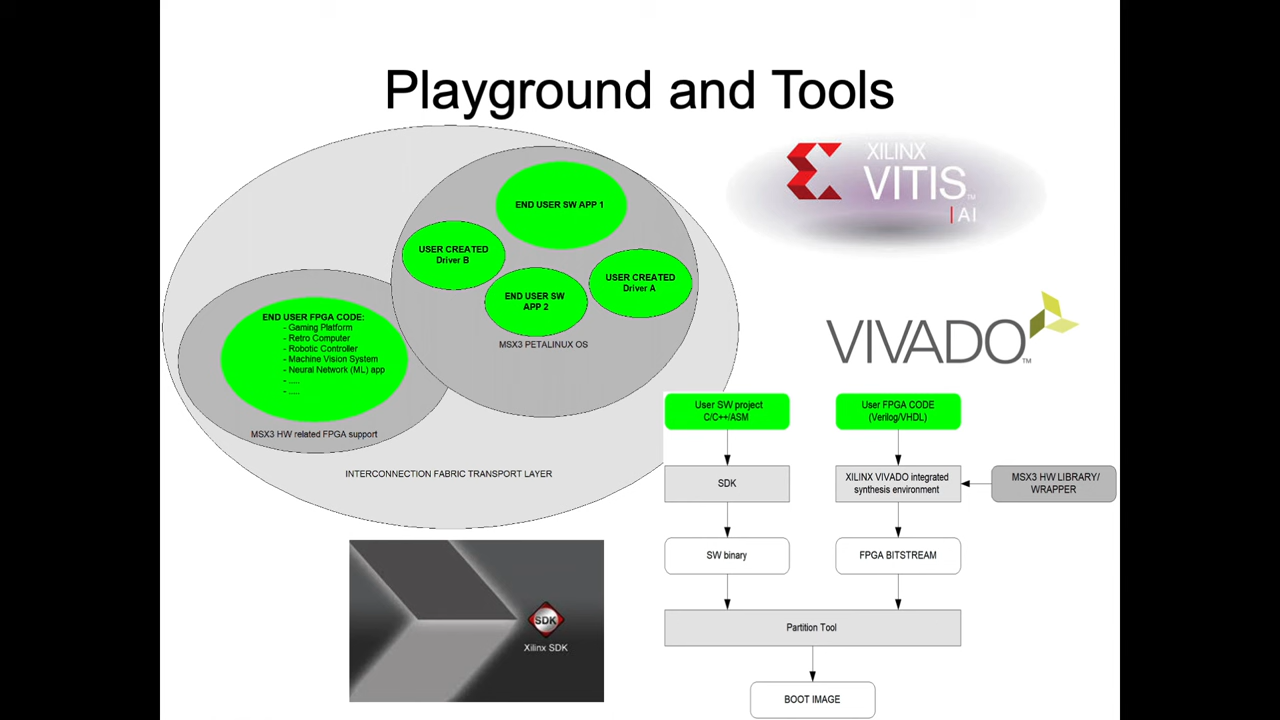 Playground and Tools
END USER SW APP 1
USER CREATED
Driver B
USER CREATED
Driver A
END USER SW
APP 2
MSX3 PETALINUX OS
END USER FPGA CODE:
- Gaming Platform
- Retro Computer
- Robotic Controller
- Machine Vision System
- Neural Network (ML) app
- .....
- .....
MSX3 HW related FPGA support
INTERCONNECTION FABRIC TRANSPORT LAYER
XILINX
VITIS™
| AI
VIVADO™
User SW project
C/C++/ASM
User FPGA CODE
(Verilog/VHDL)
SDK
XILINX VIVADO integrated
synthesis environment
MSX3 HW LIBRARY/
WRAPPER
SW binary
FPGA BITSTREAM
Partition Tool
BOOT IMAGE
SDK
Xilinx SDK